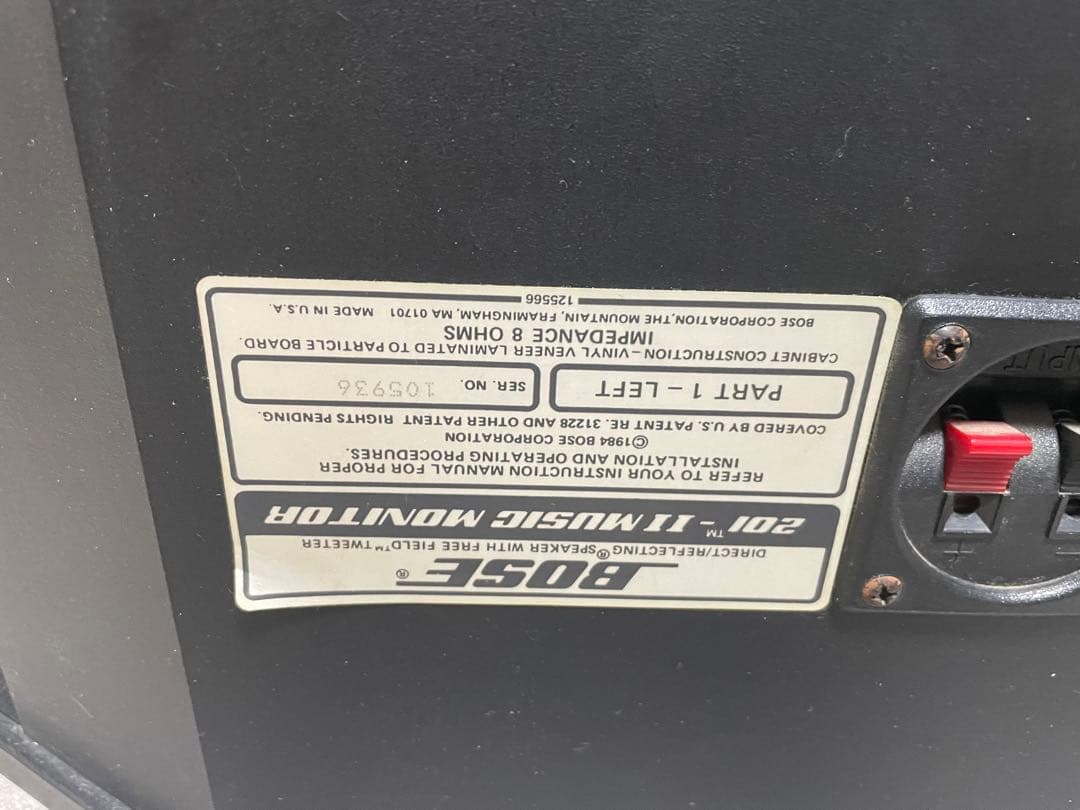 BOSE®
DIRECT/REFLECTING® SPEAKER WITH FREE FIELD™ TWEETER
201™-II MUSIC MONITOR
REFER TO YOUR INSTRUCTION MANUAL FOR PROPER
INSTALLATION AND OPERATING PROCEDURES.
©1984 BOSE CORPORATION
COVERED BY U.S. PATENT RE. 31228 AND OTHER PATENT RIGHTS PENDING.
PART 1 – LEFT SER. NO. 105936
CABINET CONSTRUCTION – VINYL VENEER LAMINATED TO PARTICLE BOARD.
IMPEDANCE 8 OHMS
BOSE CORPORATION, THE MOUNTAIN, FRAMINGHAM, MA 01701 MADE IN U.S.A.
125566
+